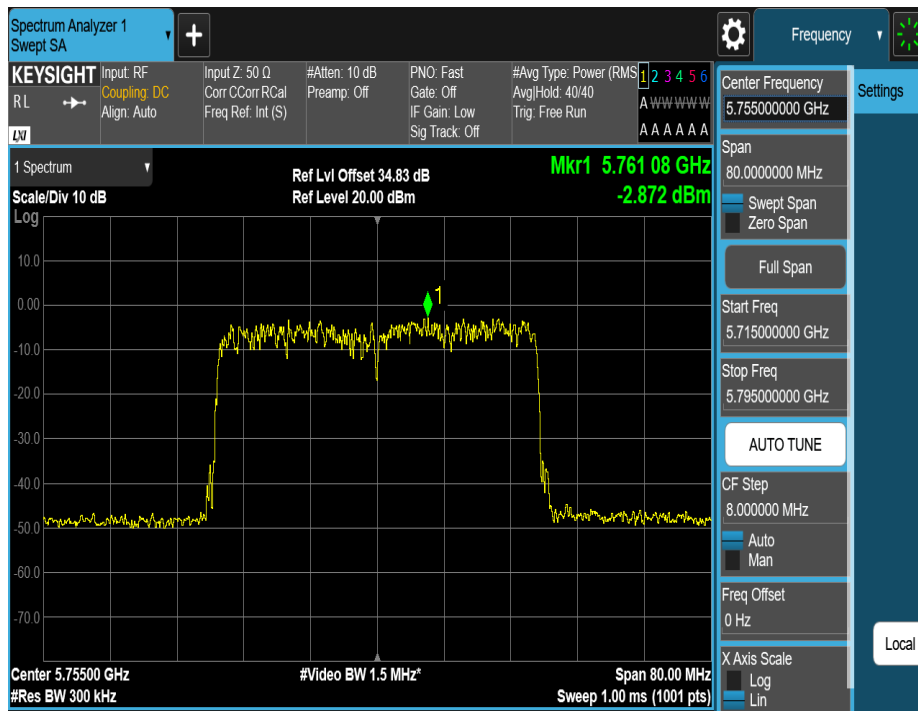 Spectrum Analyzer 1
Swept SA
+
Frequency
KEYSIGHT
RL
LXI
Input: RF
Coupling: DC
Align: Auto
Input Z: 50 Ω
Corr CCorr RCal
Freq Ref: Int (S)
#Atten: 10 dB
Preamp: Off
PNO: Fast
Gate: Off
IF Gain: Low
Sig Track: Off
#Avg Type: Power (RMS
Avg|Hold: 40/40
Trig: Free Run
1 2 3 4 5 6
A W W W W W
A A A A A A
1 Spectrum
Scale/Div 10 dB
Log
Ref Lvl Offset 34.83 dB
Ref Level 20.00 dBm
Mkr1 5.761 08 GHz
-2.872 dBm
1
10.0
0.00
-10.0
-20.0
-30.0
-40.0
-50.0
-60.0
-70.0
Center 5.75500 GHz
#Res BW 300 kHz
#Video BW 1.5 MHz*
Span 80.00 MHz
Sweep 1.00 ms (1001 pts)
Center Frequency
5.755000000 GHz
Span
80.0000000 MHz
Swept Span
Zero Span
Full Span
Start Freq
5.715000000 GHz
Stop Freq
5.795000000 GHz
AUTO TUNE
CF Step
8.000000 MHz
Auto
Man
Freq Offset
0 Hz
X Axis Scale
Log
Lin
Settings
Local